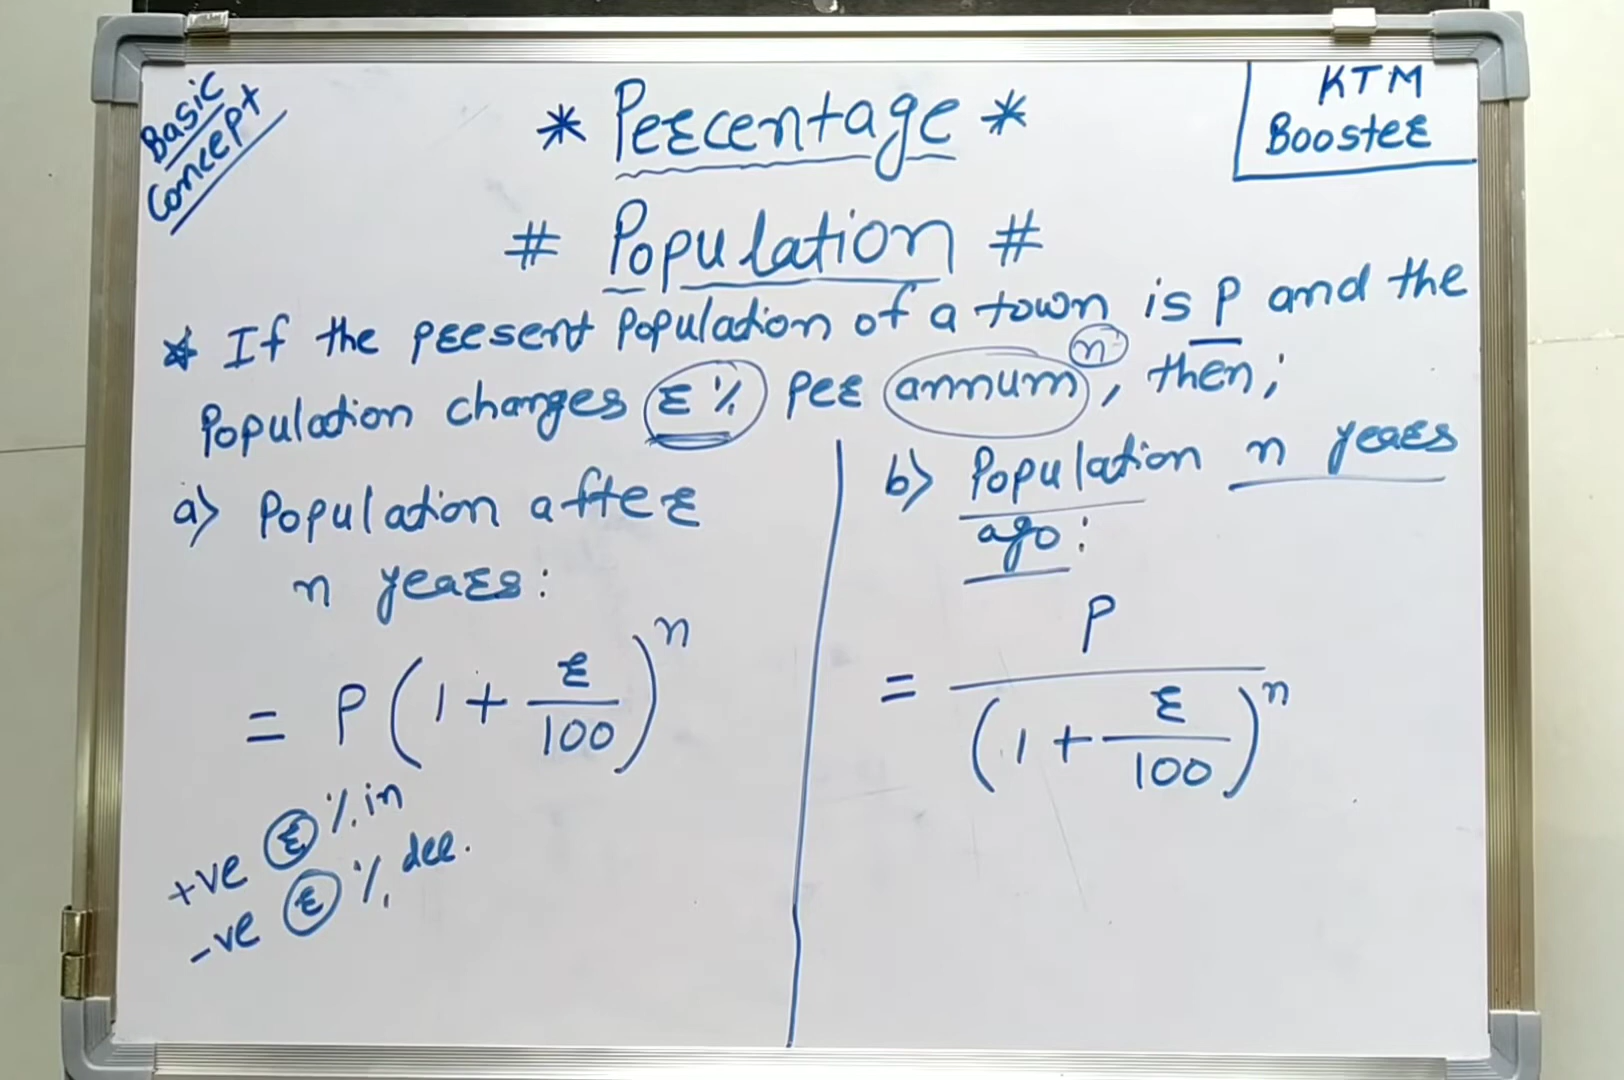 Basic
Concept
* Percentage *
KTM
Booster
# Population #
* If the present population of a town is P and the
Population changes r% per annum, then;
n
a) Population after
n years:
= P(1 + r/100)^n
+ve r % in
-ve r % dec.
b) Population n years
ago:
= P/(1 + r/100)^n